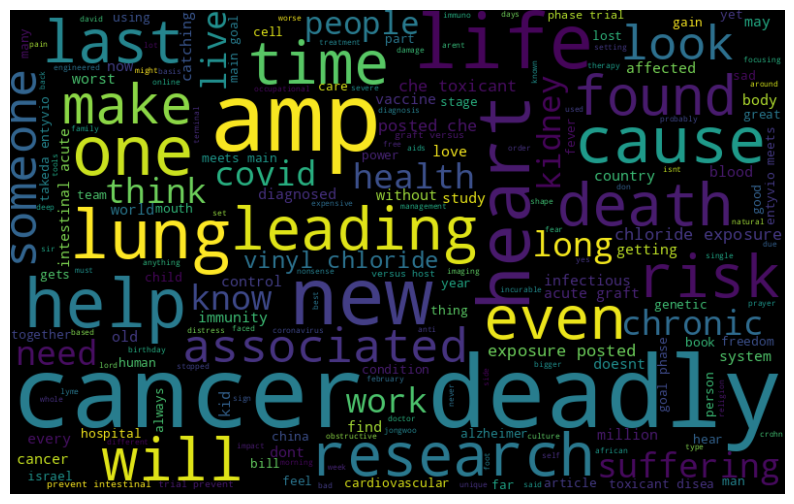 david
immuno
days
using
people
part
cell
phase trial
yet
gain
may
worse
pain
many
last
live
catching
life
look
someone
takeda entyvio
worst
now
engineered
might
time
main goal
treatment
damage
arent
basis
online
back
severe
setting
therapy
known
focusing
lost
affected
sad
around
used
probably
found
make
occupational
care
che toxicant
diagnosis
vaccine
stage
kidney
fever
body
great
family
terminal
graft versus
posted che
free
aids
order
isnt
one
amp
meets main
power
love
cause
intestinal acute
covid
health
heart
country
blood
entyvio meets
team
think
diagnosed
without
study
shape
don
natural
tools
deep
world
mouth
set
expensive
management
fear
due
good
death
sir
lung
leading
long
yes
single
chloride exposure
anything
nonsense
vinyl chloride
versus host
imaging
getting
incurable
prayer
gets
child
control
year
infectious
risk
must
know
best
new
thing
acute graft
genetic
help
immunity
together
based
old
distress
faced
coronavirus
anti
even
chronic
birthday
associated
exposure posted
book
freedom
need
human
lord
stopped
condition
doesnt
system
lyme
whole
always
kid
sign
february
never
side
bigger
goal phase
person
religion
cancer
deadly
work
doctor
every
hospital
different
impact
china
find
alzheimer
culture
million
hear
type
crdhn
cancer
will
obstructive
jongwoo
research
foot
african
suffering
israel
dont
morning
week
feel
self
said
bill
far
article
toxicant disea
man
prevent intestinal
trial prevent
bad
cardiovascular
unique